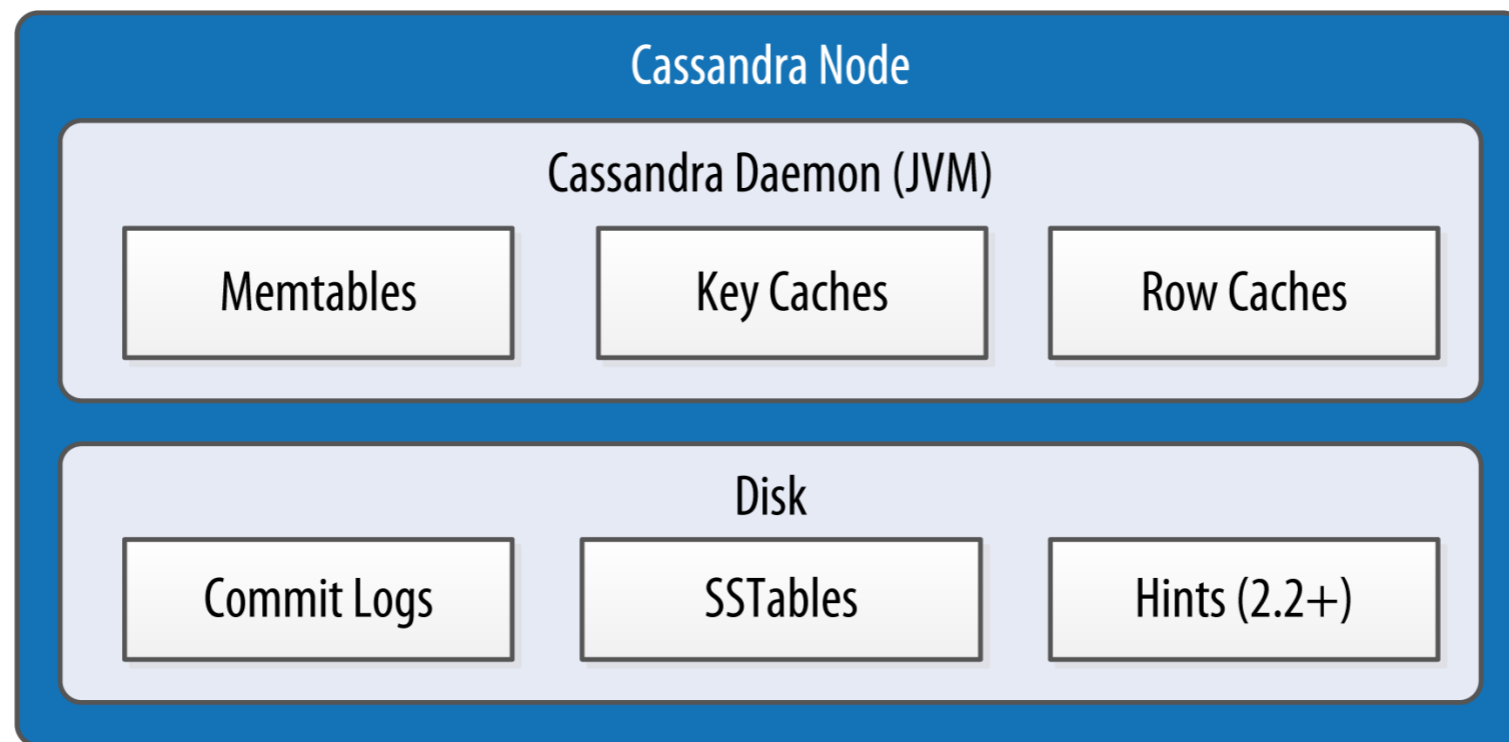 Cassandra Node
Cassandra Daemon (JVM)
Memtables
Key Caches
Row Caches
Disk
Commit Logs
SSTables
Hints (2.2+)